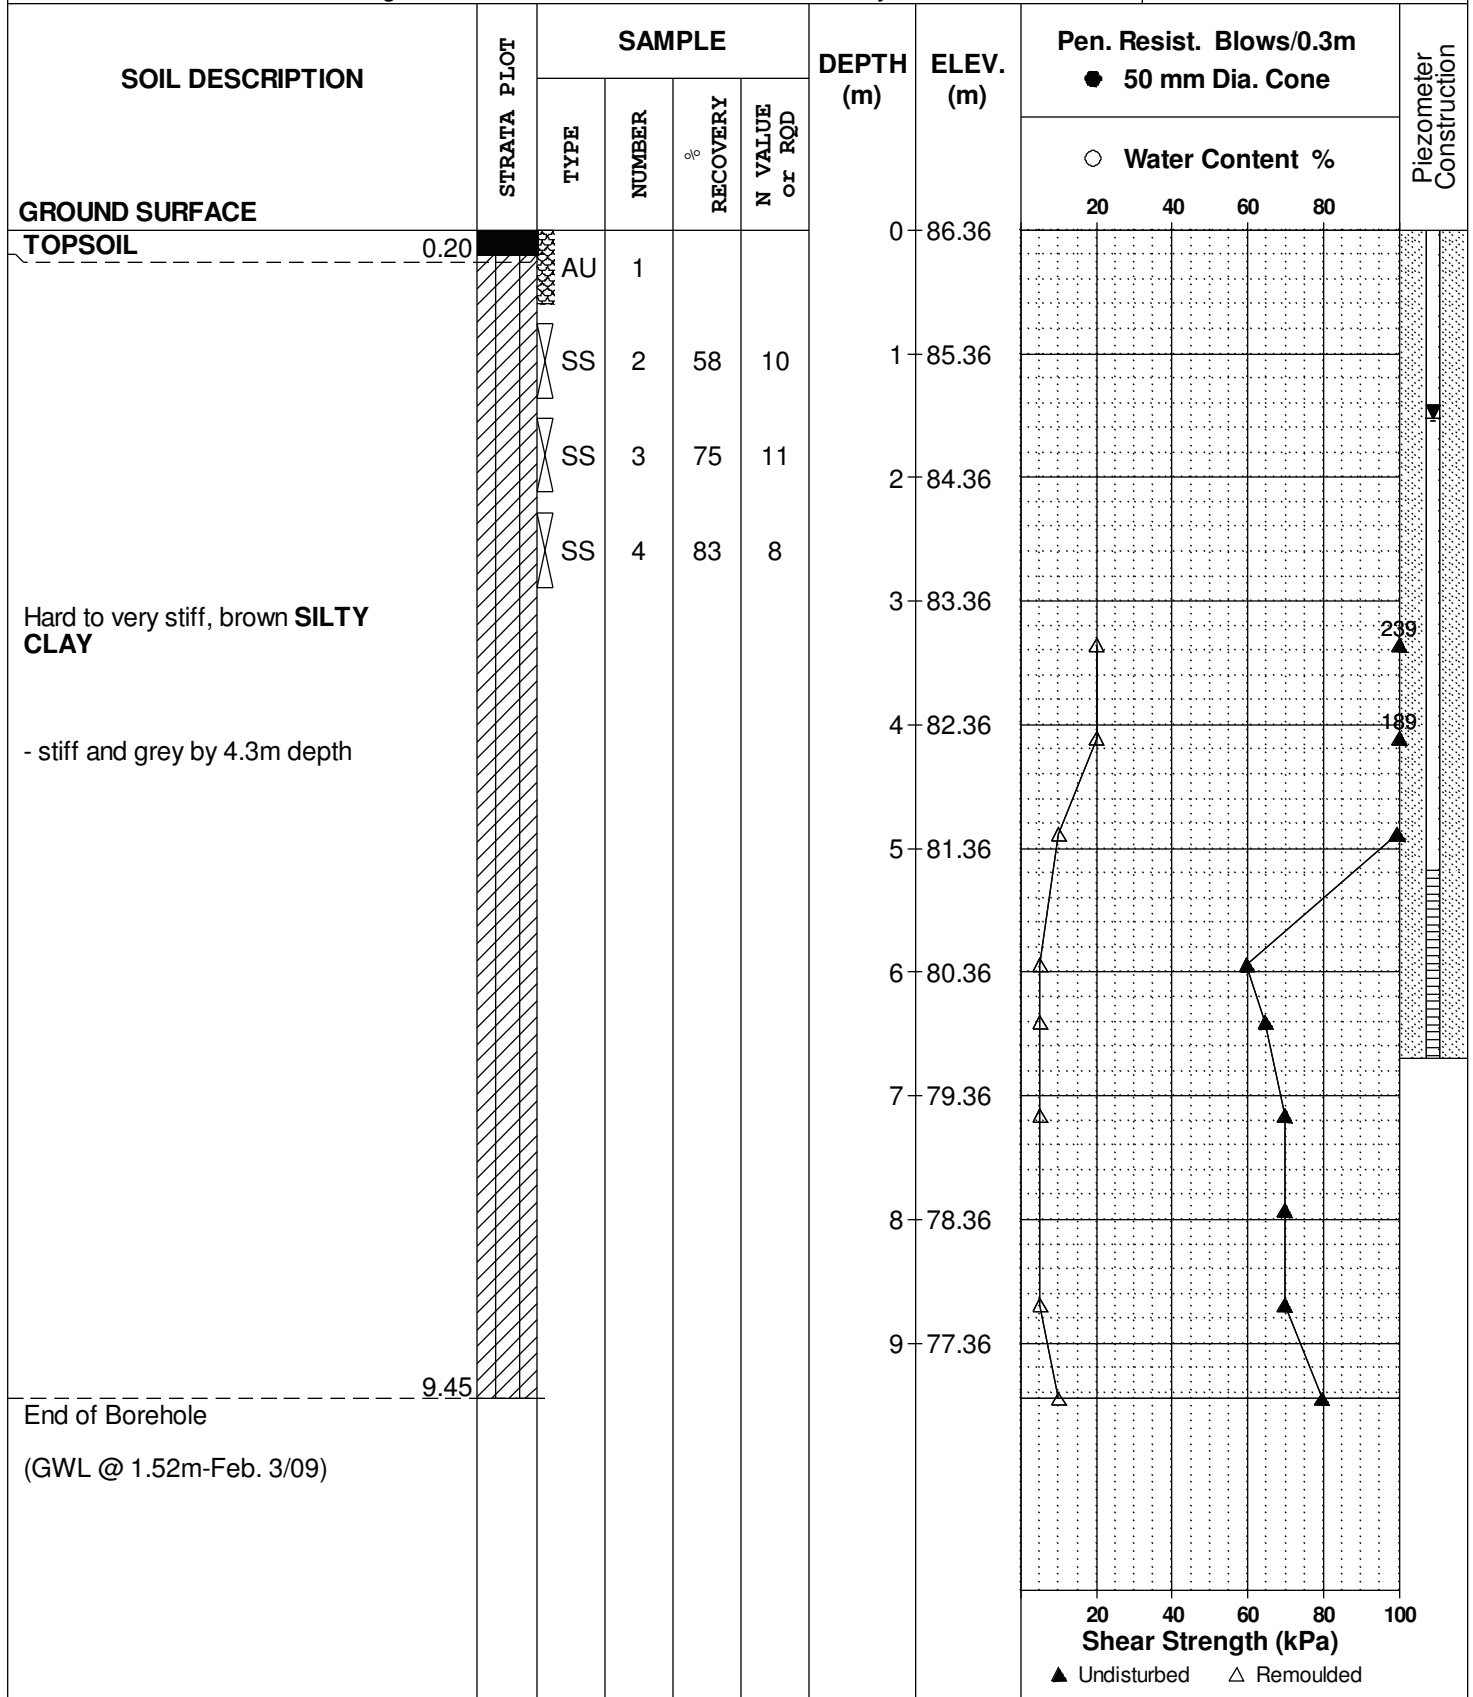 SOIL DESCRIPTION
GROUND SURFACE
STRATA PLOT
SAMPLE
TYPE
NUMBER
% RECOVERY
N VALUE or RQD
DEPTH (m)
ELEV. (m)
Pen. Resist. Blows/0.3m
● 50 mm Dia. Cone
○ Water Content %
20 40 60 80
Piezometer Construction
TOPSOIL 0.20
AU 1
SS 2 58 10
SS 3 75 11
SS 4 83 8
0 86.36
1 85.36
2 84.36
3 83.36
4 82.36
5 81.36
6 80.36
7 79.36
8 78.36
9 77.36
239
189
Hard to very stiff, brown SILTY
CLAY
- stiff and grey by 4.3m depth
9.45
End of Borehole
(GWL @ 1.52m-Feb. 3/09)
20 40 60 80 100
Shear Strength (kPa)
▲ Undisturbed △ Remoulded